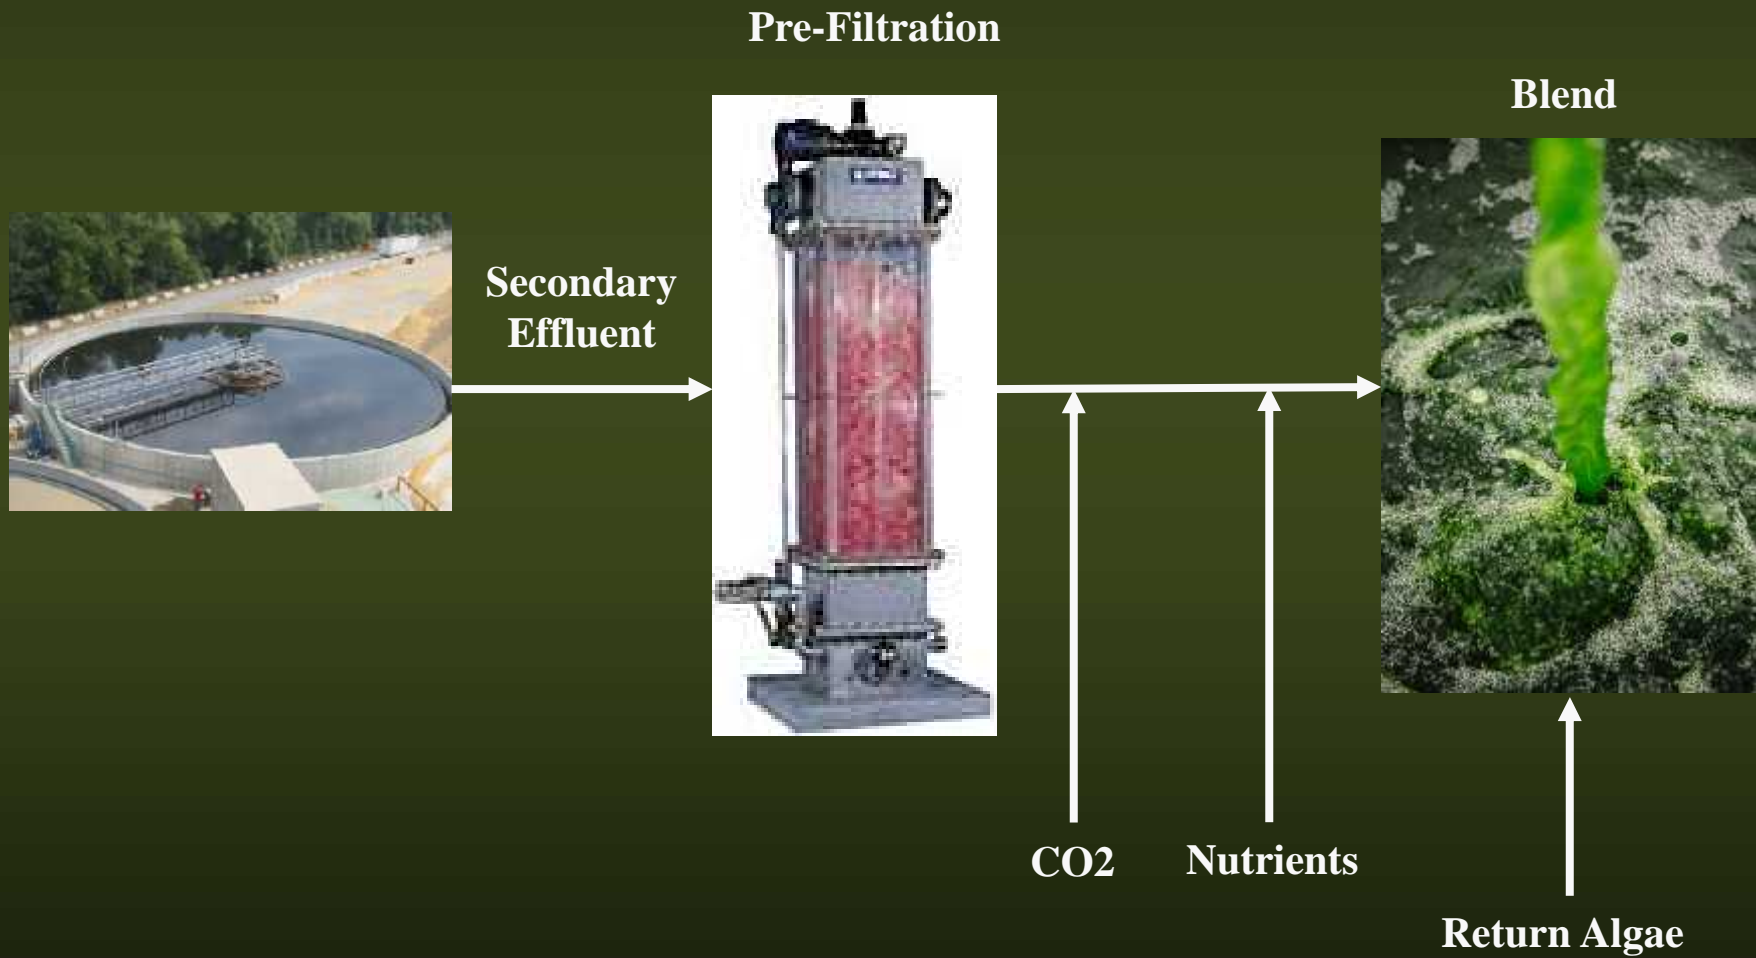 Pre-Filtration
Blend
Secondary
Effluent
CO2
Nutrients
Return Algae